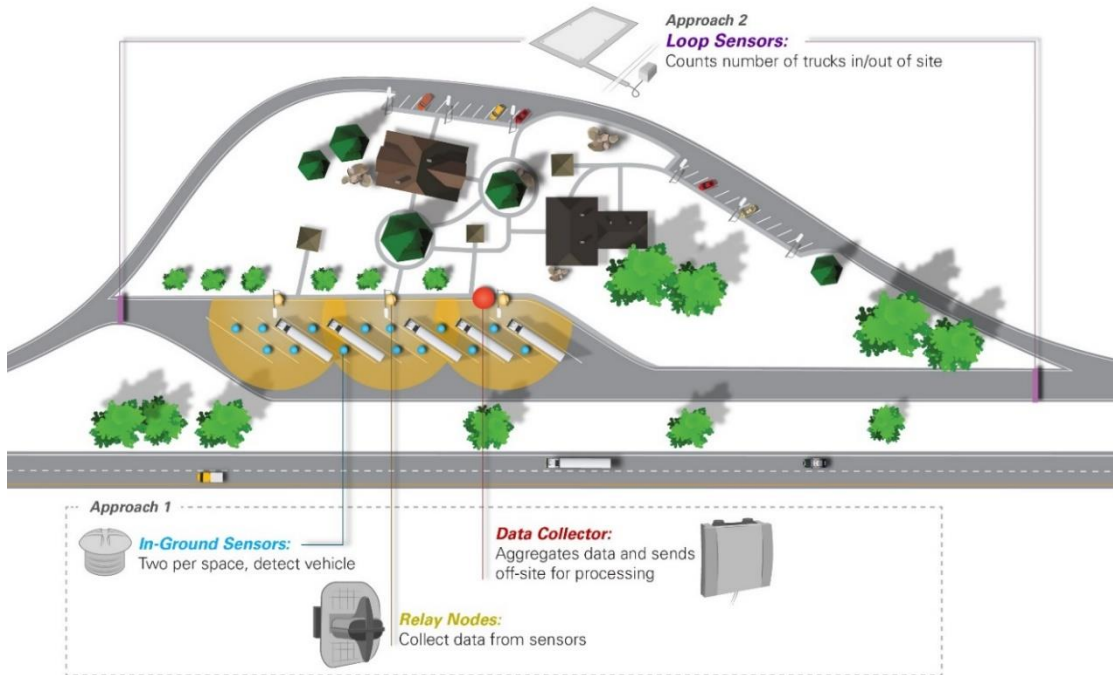 Approach 2
Loop Sensors:
Counts number of trucks in/out of site
Approach 1
In-Ground Sensors:
Two per space, detect vehicle
Data Collector:
Aggregates data and sends
off-site for processing
Relay Nodes:
Collect data from sensors